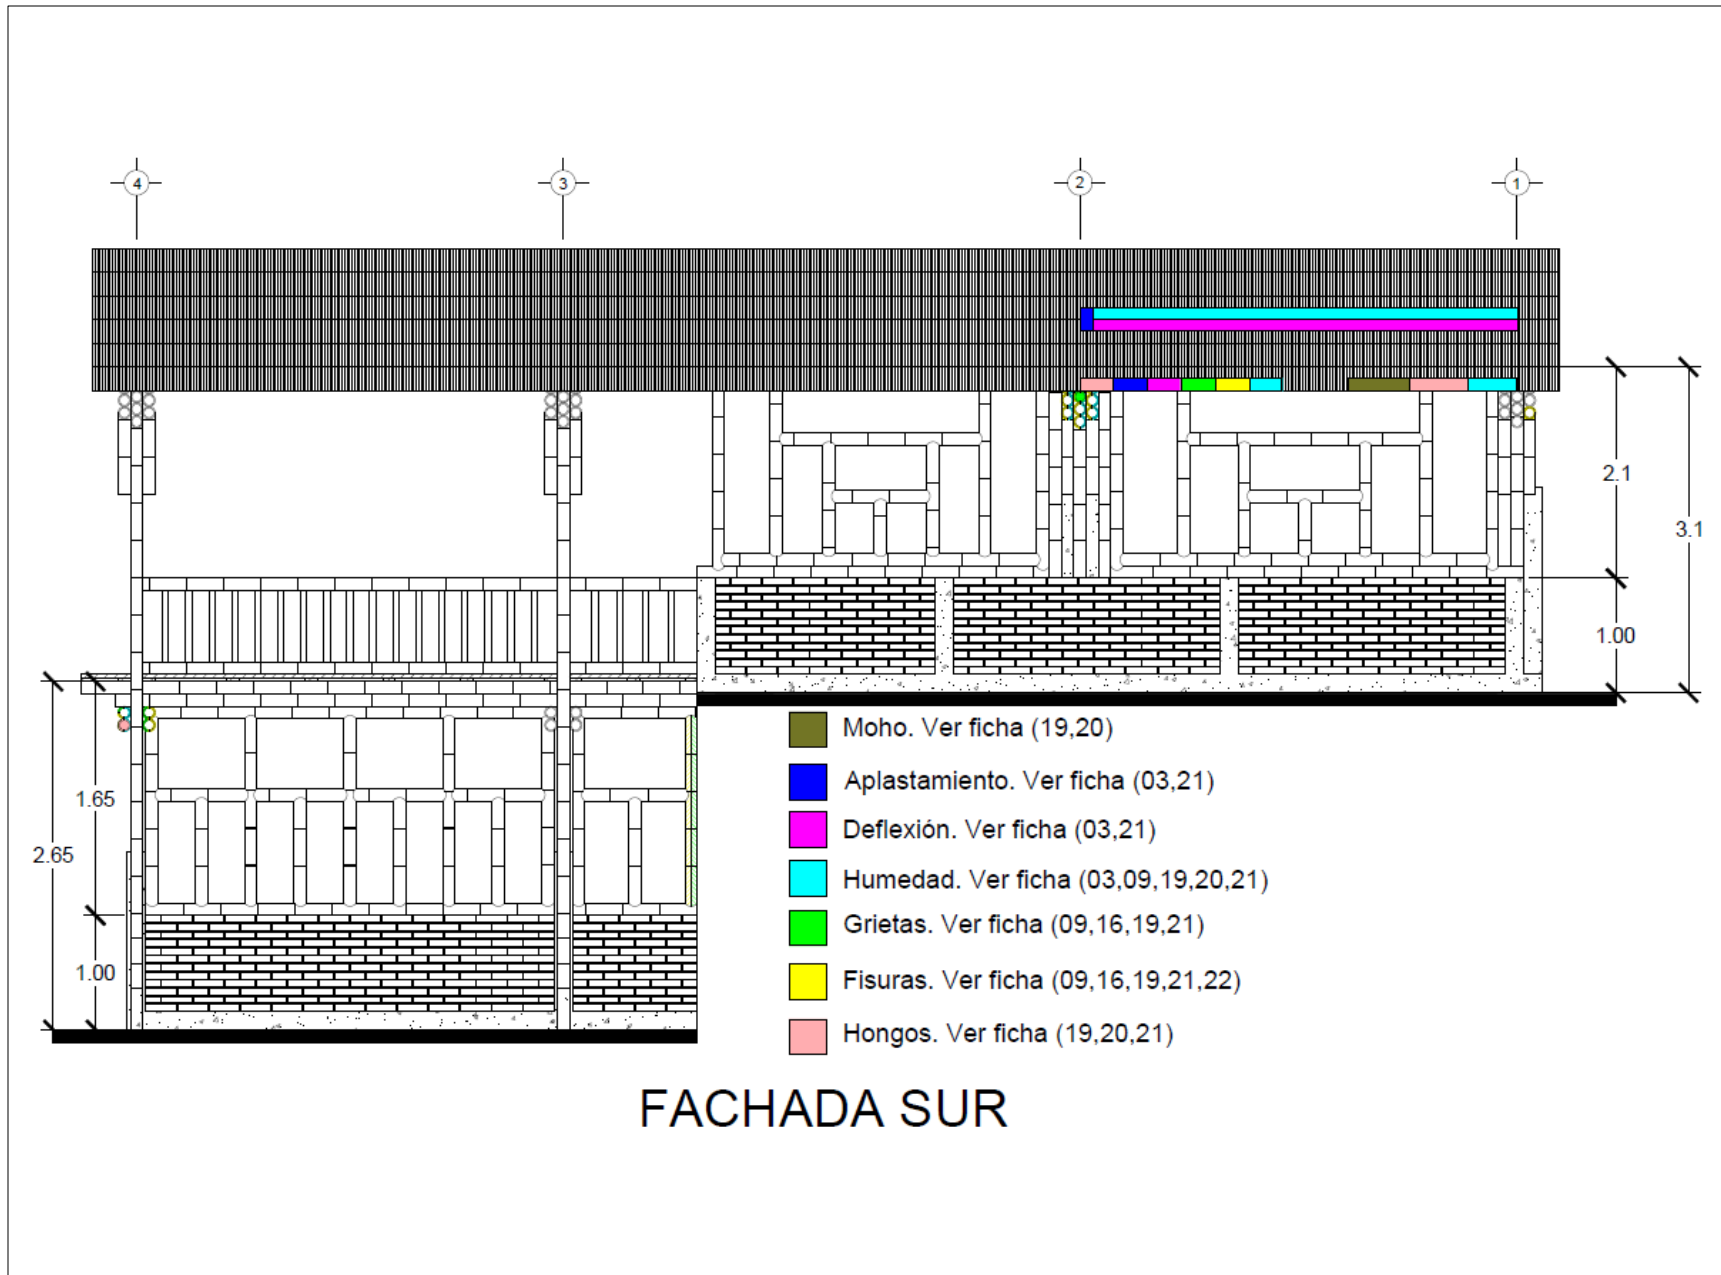 4
3
2
1
2.1
3.1
1.00
1.65
2.65
1.00
Moho. Ver ficha (19,20)
Aplastamiento. Ver ficha (03,21)
Deflexión. Ver ficha (03,21)
Humedad. Ver ficha (03,09,19,20,21)
Grietas. Ver ficha (09,16,19,21)
Fisuras. Ver ficha (09,16,19,21,22)
Hongos. Ver ficha (19,20,21)
FACHADA SUR